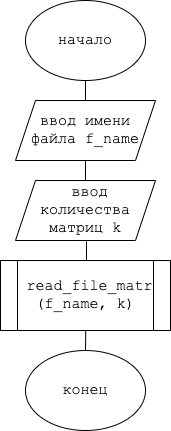 начало
ввод имени
файла f_name
ввод
количества
матриц k
read_file_matr
(f_name, k)
конец